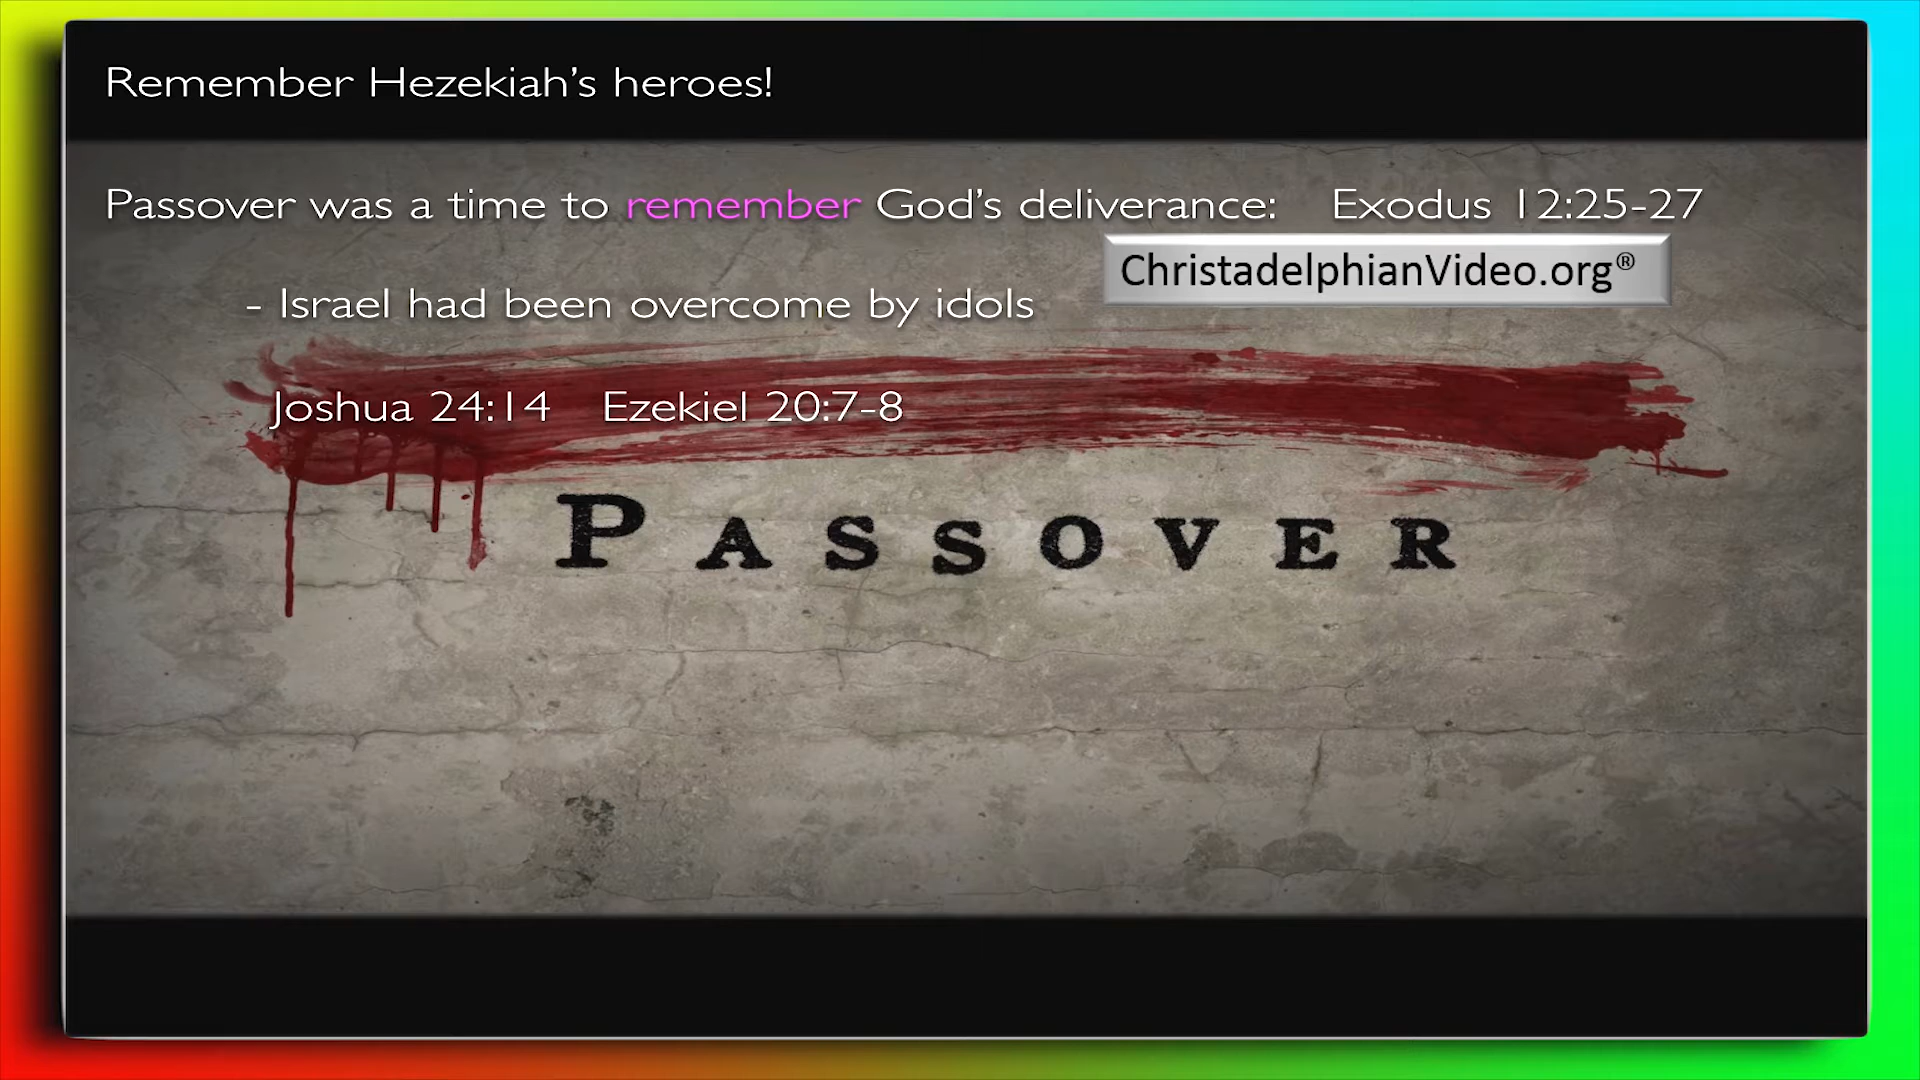 Remember Hezekiah's heroes!
Passover was a time to remember God's deliverance: Exodus 12:25-27
ChristadelphianVideo.org®
- Israel had been overcome by idols
Joshua 24:14 Ezekiel 20:7-8
PASSOVER